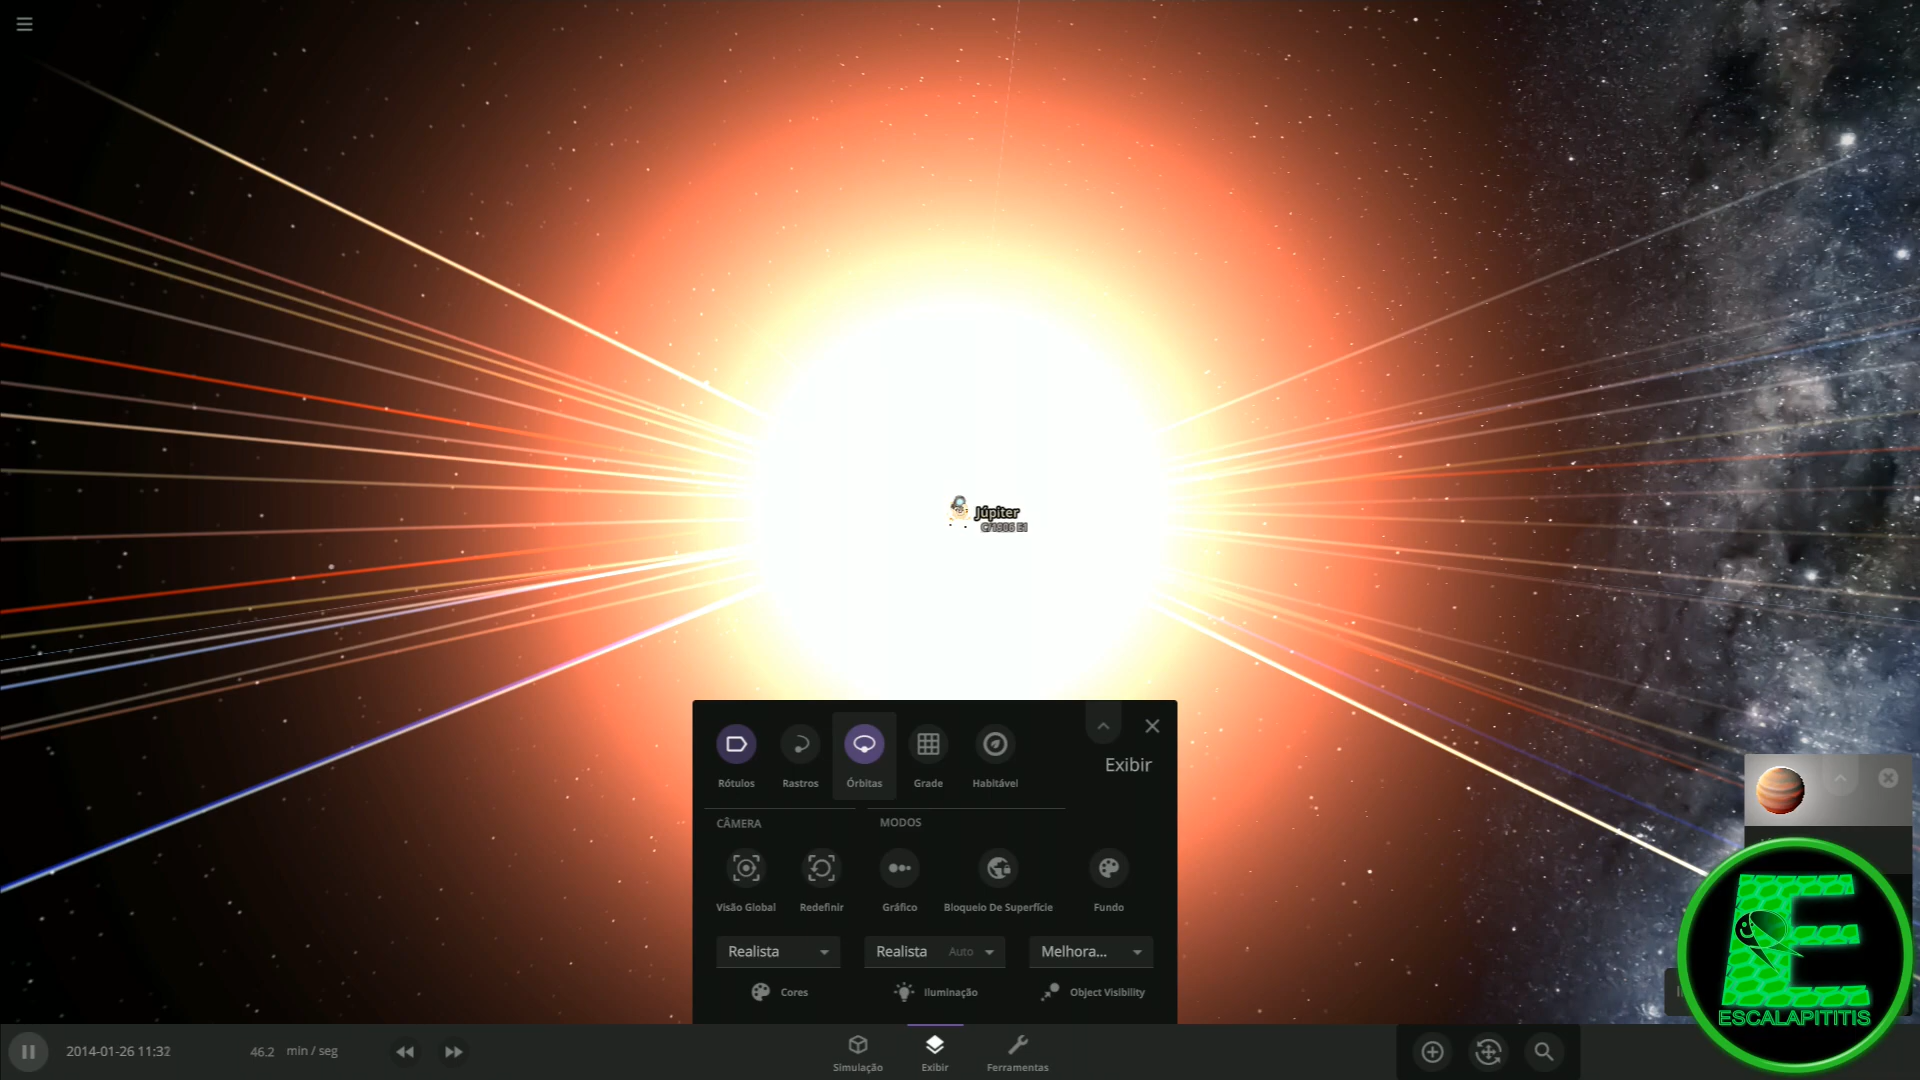 Júpiter
Rótulos
Rastros
Órbitas
Grade
Habitável
Exibir
CÂMERA
MODOS
Visão Global
Redefinir
Gráfico
Bloqueio De Superfície
Fundo
Realista
Realista Auto
Melhora...
Cores
Iluminação
Object Visibility
ESCALAPITITIS
2014-01-26 11:32
46.2 min / seg
Simulação
Exibir
Ferramentas